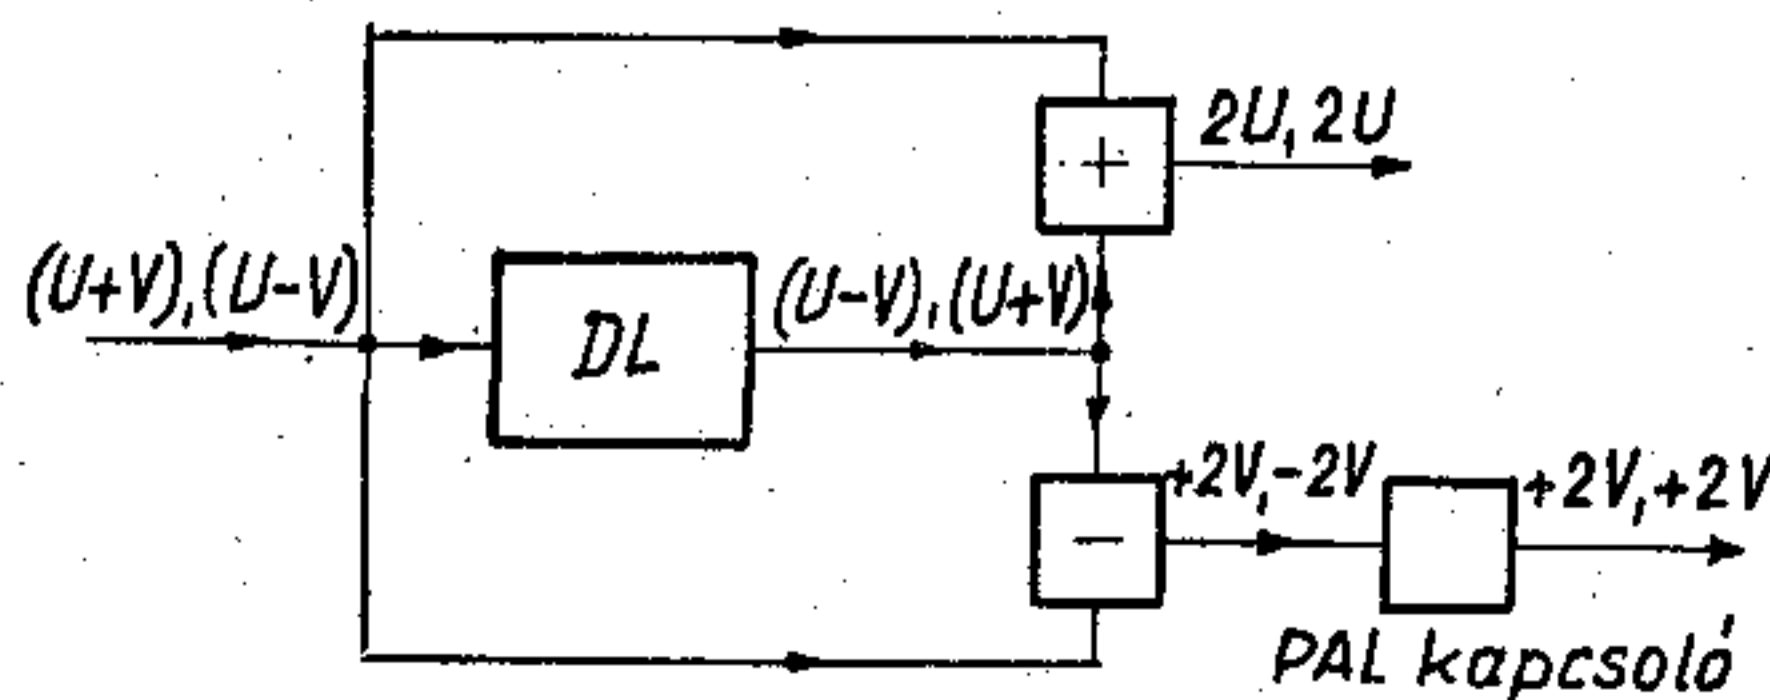 2U, 2U
+
(U+V), (U-V)
DL
(U-V), (U+V)
+2V, -2V
+2V, +2V
-
PAL kapcsoló